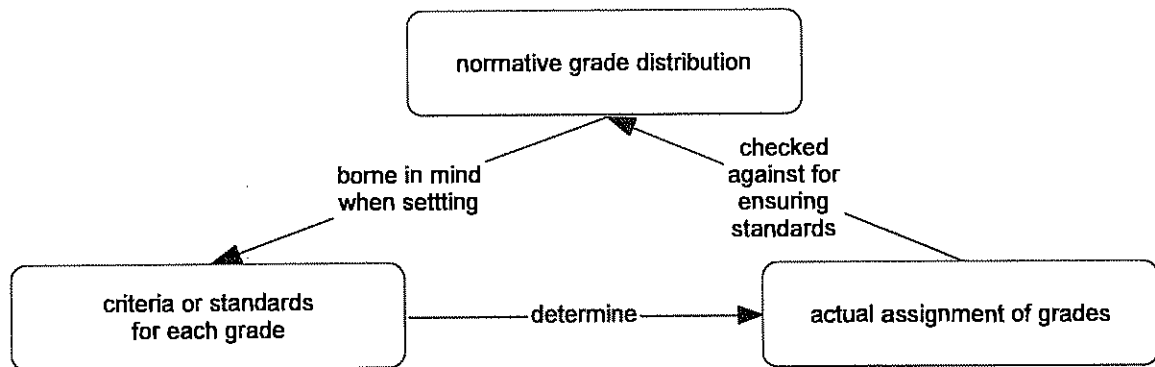 normative grade distribution
borne in mind
when settting
checked
against for
ensuring
standards
criteria or standards
for each grade
determine
actual assignment of grades